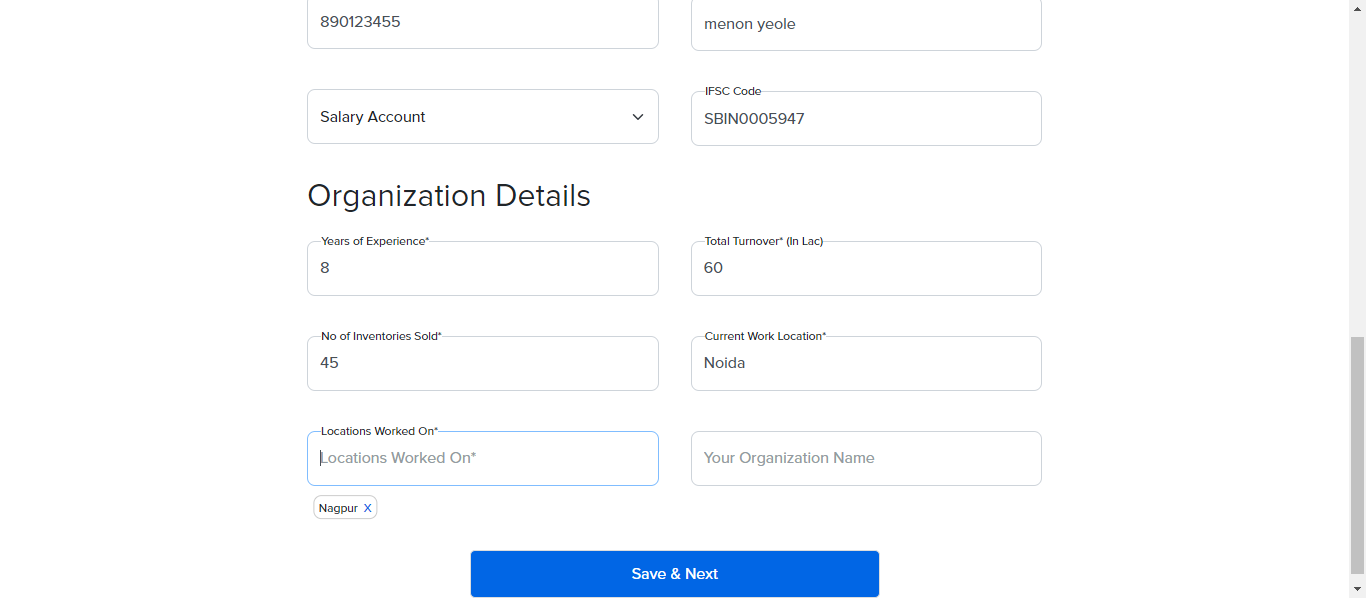 890123455
menon yeole
Salary Account
IFSC Code
SBIN0005947
Organization Details
Years of Experience*
8
Total Turnover* (In Lac)
60
No of Inventories Sold*
45
Current Work Location*
Noida
Locations Worked On*
Locations Worked On*
Your Organization Name
Nagpur X
Save & Next